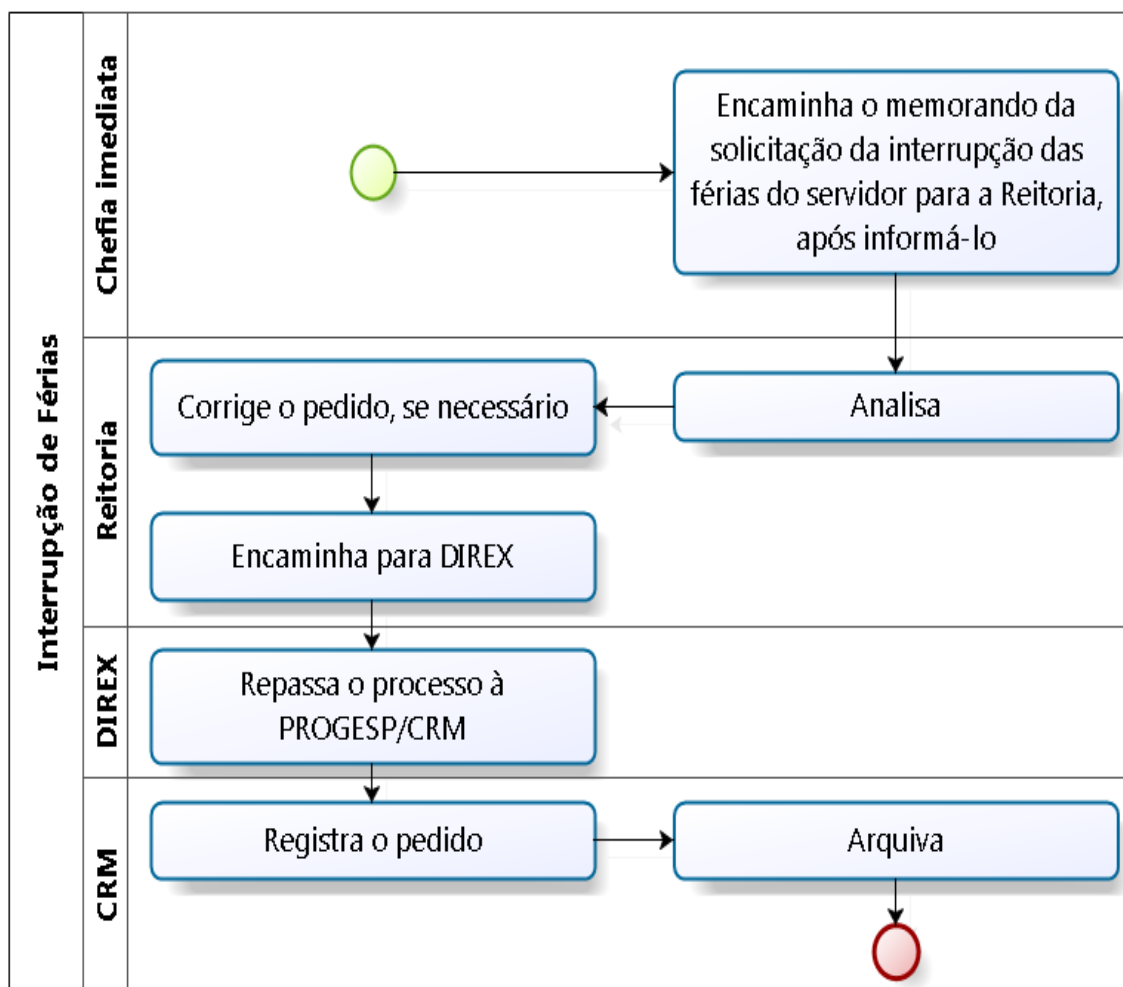 Interrupção de Férias
Chefia imediata
Encaminha o memorando da
solicitação da interrupção das
férias do servidor para a Reitoria,
após informá-lo
Reitoria
Analisa
Corrige o pedido, se necessário
Encaminha para DIREX
DIREX
Repassa o processo à
PROGESP/CRM
CRM
Registra o pedido
Arquiva